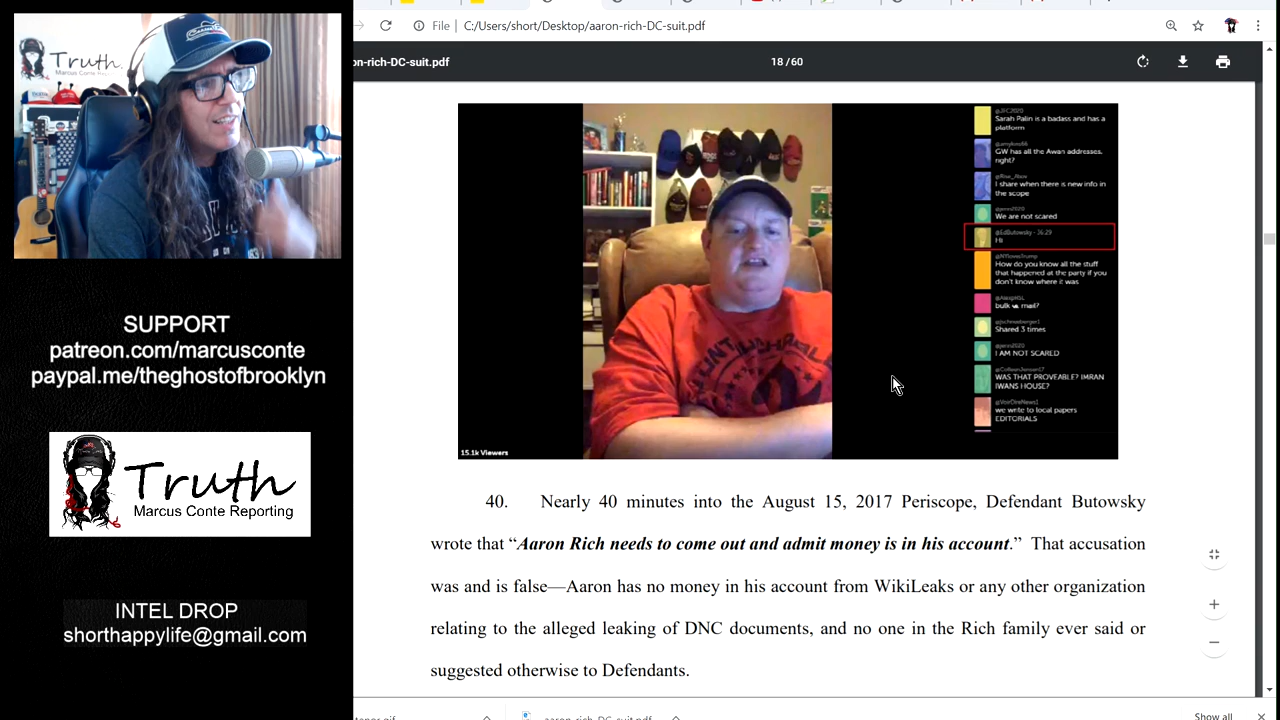 Truth
Marcus Conte Reporting
SUPPORT
patreon.com/marcusconte
paypal.me/theghostofbrooklyn
Truth
Marcus Conte Reporting
INTEL DROP
shorthappylife@gmail.com
File | C:/Users/short/Desktop/aaron-rich-DC-suit.pdf
on-rich-DC-suit.pdf
18 / 60
Sarah Palin is a badass and has a
platform
GW has all the Awan addresses,
right?
I share when there is new info in
the scope
We are not scared
@EdButowsky - 36:29
Hi
How do you know all the stuff
that happened at the party if you
don't know where it was
bulk mail?
Shared 3 times
I AM NOT SCARED
WAS THAT PROVEABLE? IMRAN
IWANS HOUSE?
we write to local papers
EDITORIALS
15.1k Viewers
40. Nearly 40 minutes into the August 15, 2017 Periscope, Defendant Butowsky
wrote that “Aaron Rich needs to come out and admit money is in his account.” That accusation
was and is false—Aaron has no money in his account from WikiLeaks or any other organization
relating to the alleged leaking of DNC documents, and no one in the Rich family ever said or
suggested otherwise to Defendants.
aaron-rich-DC-suit.pdf
Show all